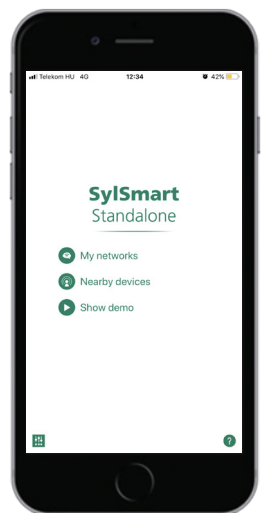 Telekom HU 4G 12:34 42%
SylSmart
Standalone
My networks
Nearby devices
Show demo
?